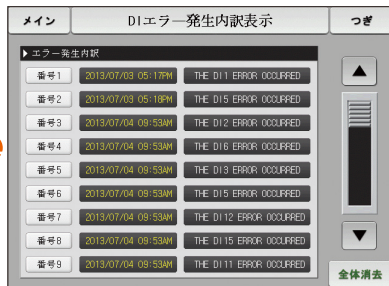 メイン DIエラー発生内訳表示 つぎ
▶ エラー発生内訳
番号1 2013/07/03 05:17PM THE DI1 ERROR OCCURRED
番号2 2013/07/03 05:18PM THE DI5 ERROR OCCURRED
番号3 2013/07/04 09:53AM THE DI2 ERROR OCCURRED
番号4 2013/07/04 09:53AM THE DI6 ERROR OCCURRED
番号5 2013/07/04 09:53AM THE DI3 ERROR OCCURRED
番号6 2013/07/04 09:53AM THE DI5 ERROR OCCURRED
番号7 2013/07/04 09:53AM THE DI12 ERROR OCCURRED
番号8 2013/07/04 09:53AM THE DI15 ERROR OCCURRED
番号9 2013/07/04 09:53AM THE DI11 ERROR OCCURRED
全体消去